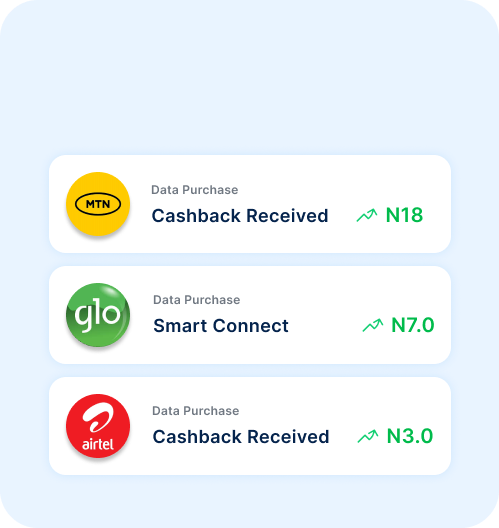 Data Purchase
MTN
Cashback Received
N18
Data Purchase
glo
Smart Connect
N7.0
Data Purchase
airtel
Cashback Received
N3.0